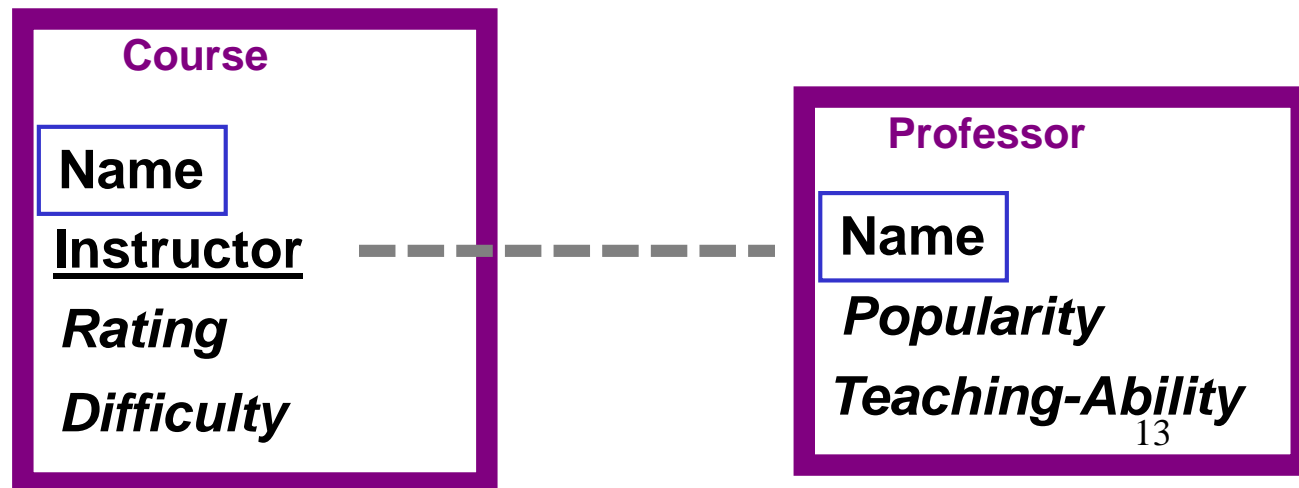 Course
Name
Instructor
Rating
Difficulty
Professor
Name
Popularity
Teaching-Ability
13